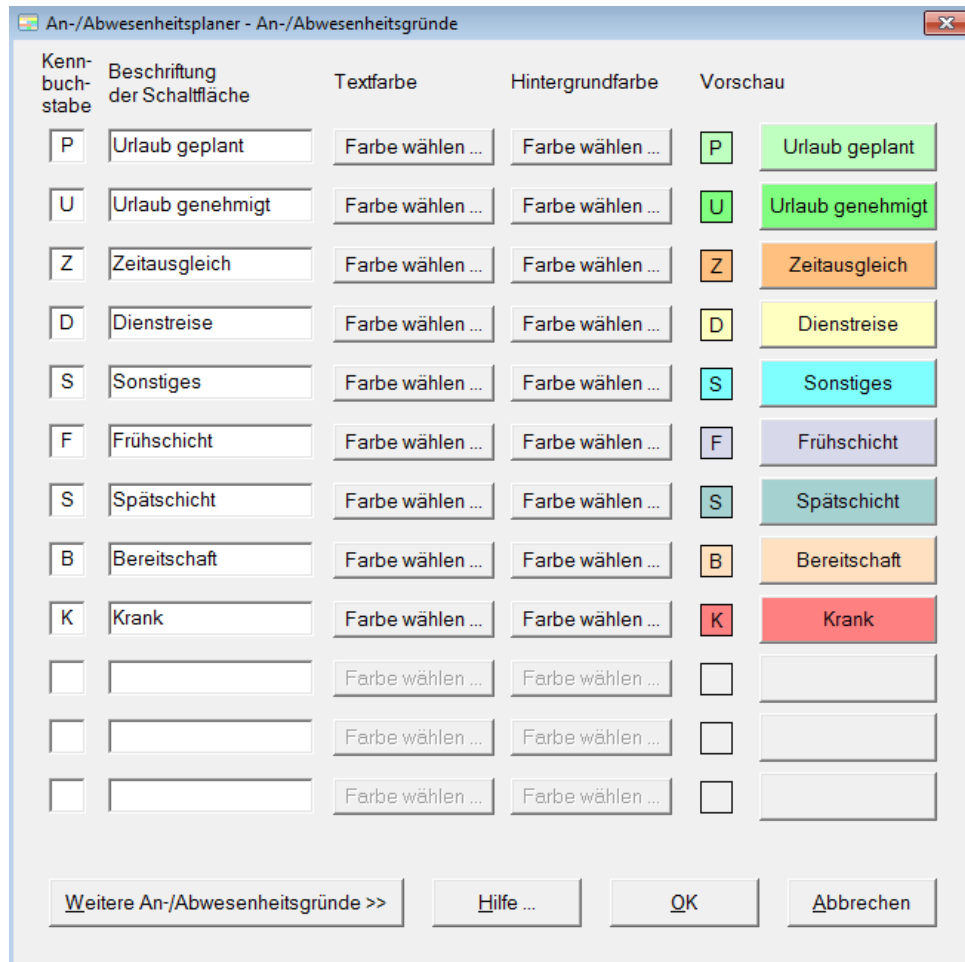 An-/Abwesenheitsplaner - An-/Abwesenheitsgründe
Kenn-
buch-
stabe
Beschriftung
der Schaltfläche
Textfarbe
Hintergrundfarbe
Vorschau
P Urlaub geplant Farbe wählen ... Farbe wählen ... P Urlaub geplant
U Urlaub genehmigt Farbe wählen ... Farbe wählen ... U Urlaub genehmigt
Z Zeitausgleich Farbe wählen ... Farbe wählen ... Z Zeitausgleich
D Dienstreise Farbe wählen ... Farbe wählen ... D Dienstreise
S Sonstiges Farbe wählen ... Farbe wählen ... S Sonstiges
F Frühschicht Farbe wählen ... Farbe wählen ... F Frühschicht
S Spätschicht Farbe wählen ... Farbe wählen ... S Spätschicht
B Bereitschaft Farbe wählen ... Farbe wählen ... B Bereitschaft
K Krank Farbe wählen ... Farbe wählen ... K Krank
Farbe wählen ... Farbe wählen ...
Farbe wählen ... Farbe wählen ...
Farbe wählen ... Farbe wählen ...
Weitere An-/Abwesenheitsgründe >> Hilfe ... OK Abbrechen